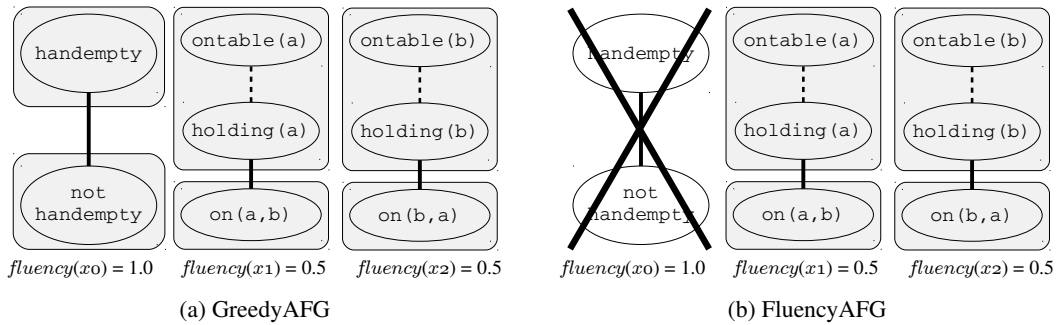 handempty
not
handempty
fluency(x0) = 1.0
ontable(a)
holding(a)
on(a,b)
fluency(x1) = 0.5
ontable(b)
holding(b)
on(b,a)
fluency(x2) = 0.5
(a) GreedyAFG
handempty
not
handempty
fluency(x0) = 1.0
ontable(a)
holding(a)
on(a,b)
fluency(x1) = 0.5
ontable(b)
holding(b)
on(b,a)
fluency(x2) = 0.5
(b) FluencyAFG